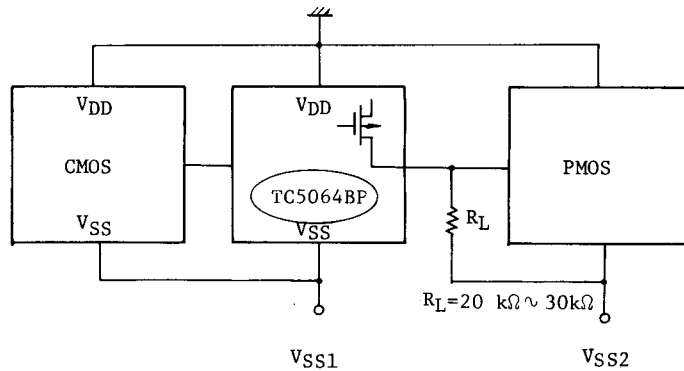 VDD
VDD
CMOS
TC5064BP
PMOS
VSS
VSS
RL
RL=20 kΩ ~ 30kΩ
VSS1
VSS2